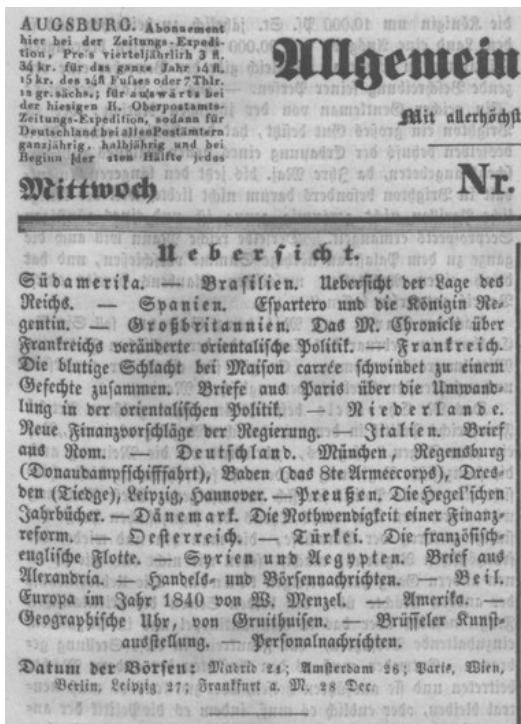 AUGSBURG. Abonnement
hier bei der Zeitungs-Expedi-
tion, Preis vierteljährlich 3 fl.
34 kr. für das ganze Jahr 14 fl.
15 kr. des 24fl Fußes oder 7 Thlr.
12 gr. sächs.; für auswärts bei
der hiesigen K. Oberpostamts-
Zeitungs-Expedition, sodann für
Deutschland bei allen Postämtern
ganzjährig, halbjährig und bei
Beginn der 2ten Hälfte jedes
Allgemein
Mit allerhöchst
Mittwoch
Nr.
Uebersicht.
Südamerika. — Brasilien. Uebersicht der Lage des
Reichs. — Spanien. Espartero und die Königin Re-
gentin. — Großbritannien. Das M. Chronicle über
Frankreichs veränderte orientalische Politik. — Frankreich.
Die blutige Schlacht bei Maison carrée schwindet zu einem
Gefechte zusammen. Briefe aus Paris über die Umwand-
lung in der orientalischen Politik. — Niederlande.
Neue Finanzvorschläge der Regierung. — Italien. Brief
aus Rom. — Deutschland. München, Regensburg
(Donaudampfschifffahrt), Baden (das 8te Armeecorps), Dres-
den (Tiedge), Leipzig, Hannover. — Preußen. Die Hegel'schen
Jahrbücher. — Dänemark. Die Nothwendigkeit einer Finanz-
reform. — Oesterreich. — Türkei. Die französisch-
englische Flotte. — Syrien und Aegypten. Brief aus
Alexandria. — Handels- und Börsennachrichten. — Beil.
Europa im Jahr 1840 von W. Menzel. — Amerika. —
Geographische Uhr, von Gruithuisen. — Brüsseler Kunst-
ausstellung. — Personalnachrichten.
Datum der Börsen: Madrid 21; Amsterdam 26; Paris, Wien,
Berlin, Leipzig 27; Frankfurt a. M. 28 Dec.